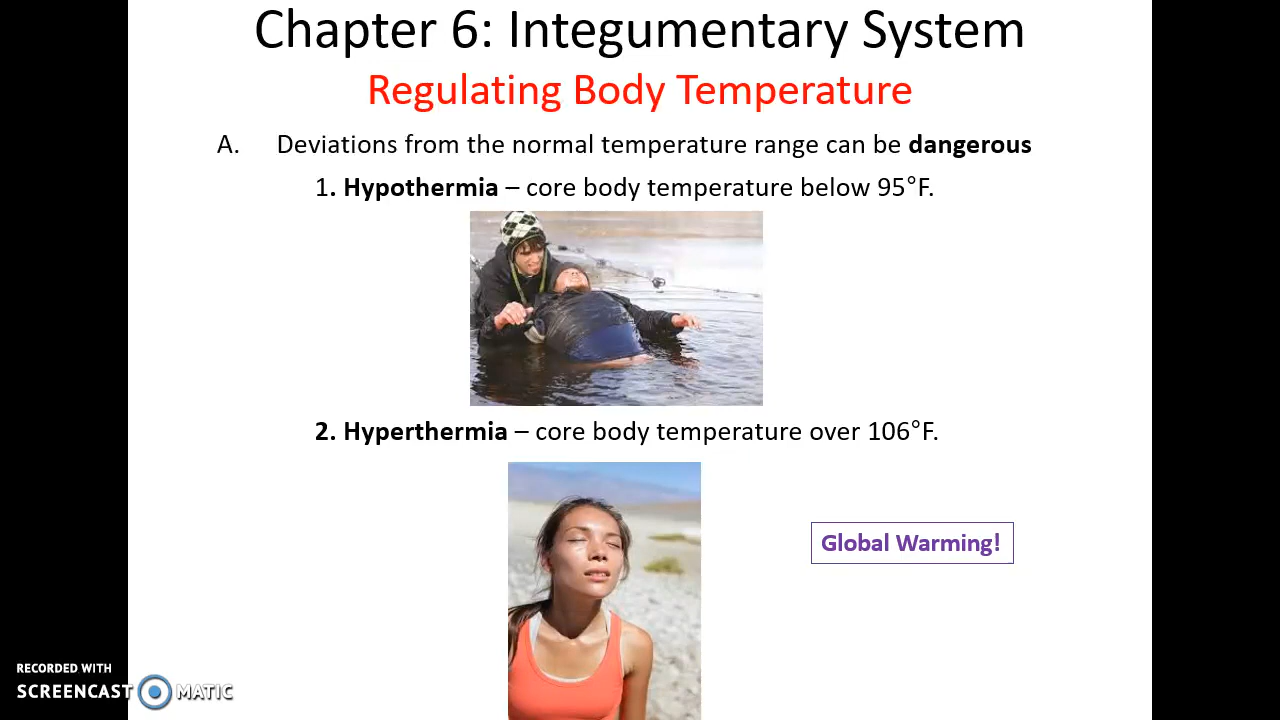 Chapter 6: Integumentary System
Regulating Body Temperature
A. Deviations from the normal temperature range can be dangerous
1. Hypothermia – core body temperature below 95°F.
2. Hyperthermia – core body temperature over 106°F.
Global Warming!
RECORDED WITH
SCREENCAST MATIC